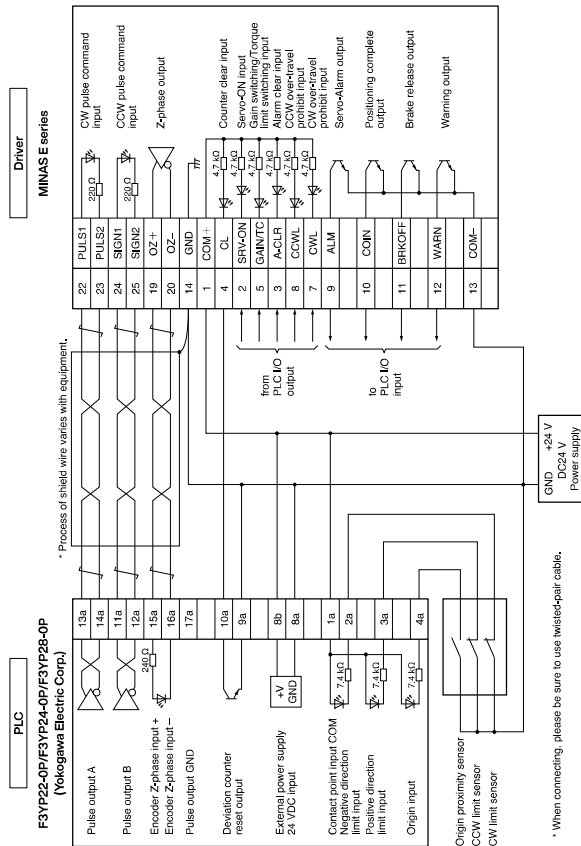 PLC
F3YP22-0P/F3YP24-0P/F3YP28-0P
(Yokogawa Electric Corp.)
Driver
MINAS E series
* Process of shield wire varies with equipment.
Pulse output A
13a
14a
Pulse output B
11a
12a
Encoder Z-phase input +
15a
240 Ω
Encoder Z-phase input −
16a
Pulse output GND
17a
Deviation counter
reset output
10a
9a
External power supply
24 VDC input
+V
GND
8b
8a
Contact point input COM
1a
Negative direction
limit input
7.4 kΩ
2a
Positive direction
limit input
7.4 kΩ
3a
Origin input
7.4 kΩ
4a
Origin proximity sensor
CCW limit sensor
CW limit sensor
22
PULS1
220 Ω
CW pulse command
input
23
PULS2
24
SIGN1
220 Ω
CCW pulse command
input
25
SIGN2
19
OZ+
Z-phase output
20
OZ−
14
GND
1
COM+
4
CL
4.7 kΩ
Counter clear input
2
SRV-ON
4.7 kΩ
Servo-ON input
5
GAIN/TC
4.7 kΩ
Gain switching/Torque
limit switching input
3
A-CLR
4.7 kΩ
Alarm clear input
8
CCWL
4.7 kΩ
CCW over-travel
prohibit input
7
CWL
4.7 kΩ
CW over-travel
prohibit input
9
ALM
Servo-Alarm output
10
COIN
Positioning complete
output
11
BRKOFF
Brake release output
12
WARN
Warning output
13
COM−
from
PLC I/O
output
to
PLC I/O
input
GND
+24 V
DC24 V
Power supply
* When connecting, please be sure to use twisted-pair cable.